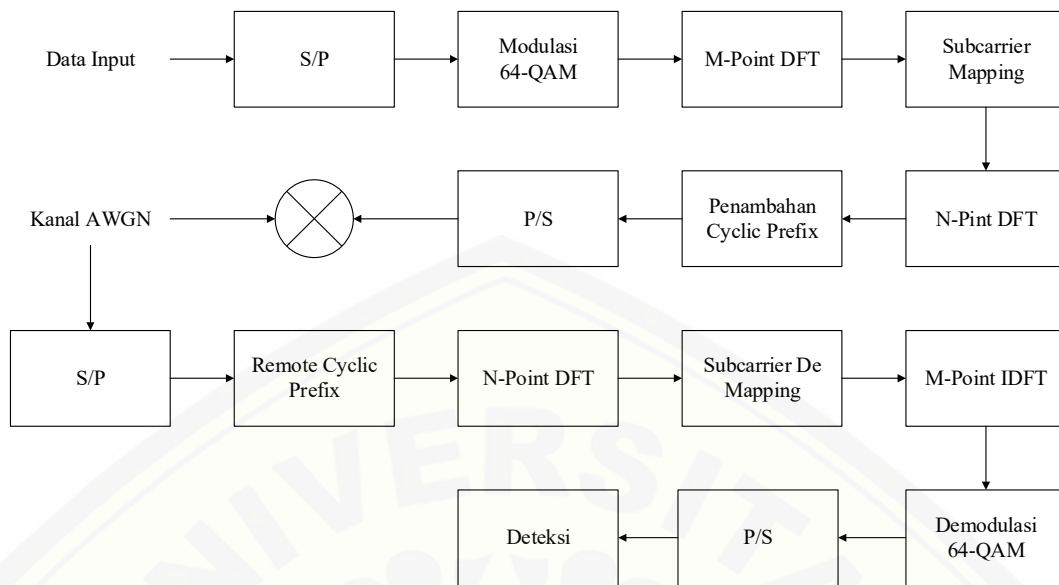 Data Input
S/P
Modulasi
64-QAM
M-Point DFT
Subcarrier
Mapping
Kanal AWGN
P/S
Penambahan
Cyclic Prefix
N-Pint DFT
S/P
Remote Cyclic
Prefix
N-Point DFT
Subcarrier De
Mapping
M-Point IDFT
Deteksi
P/S
Demodulasi
64-QAM
NIVERSITA